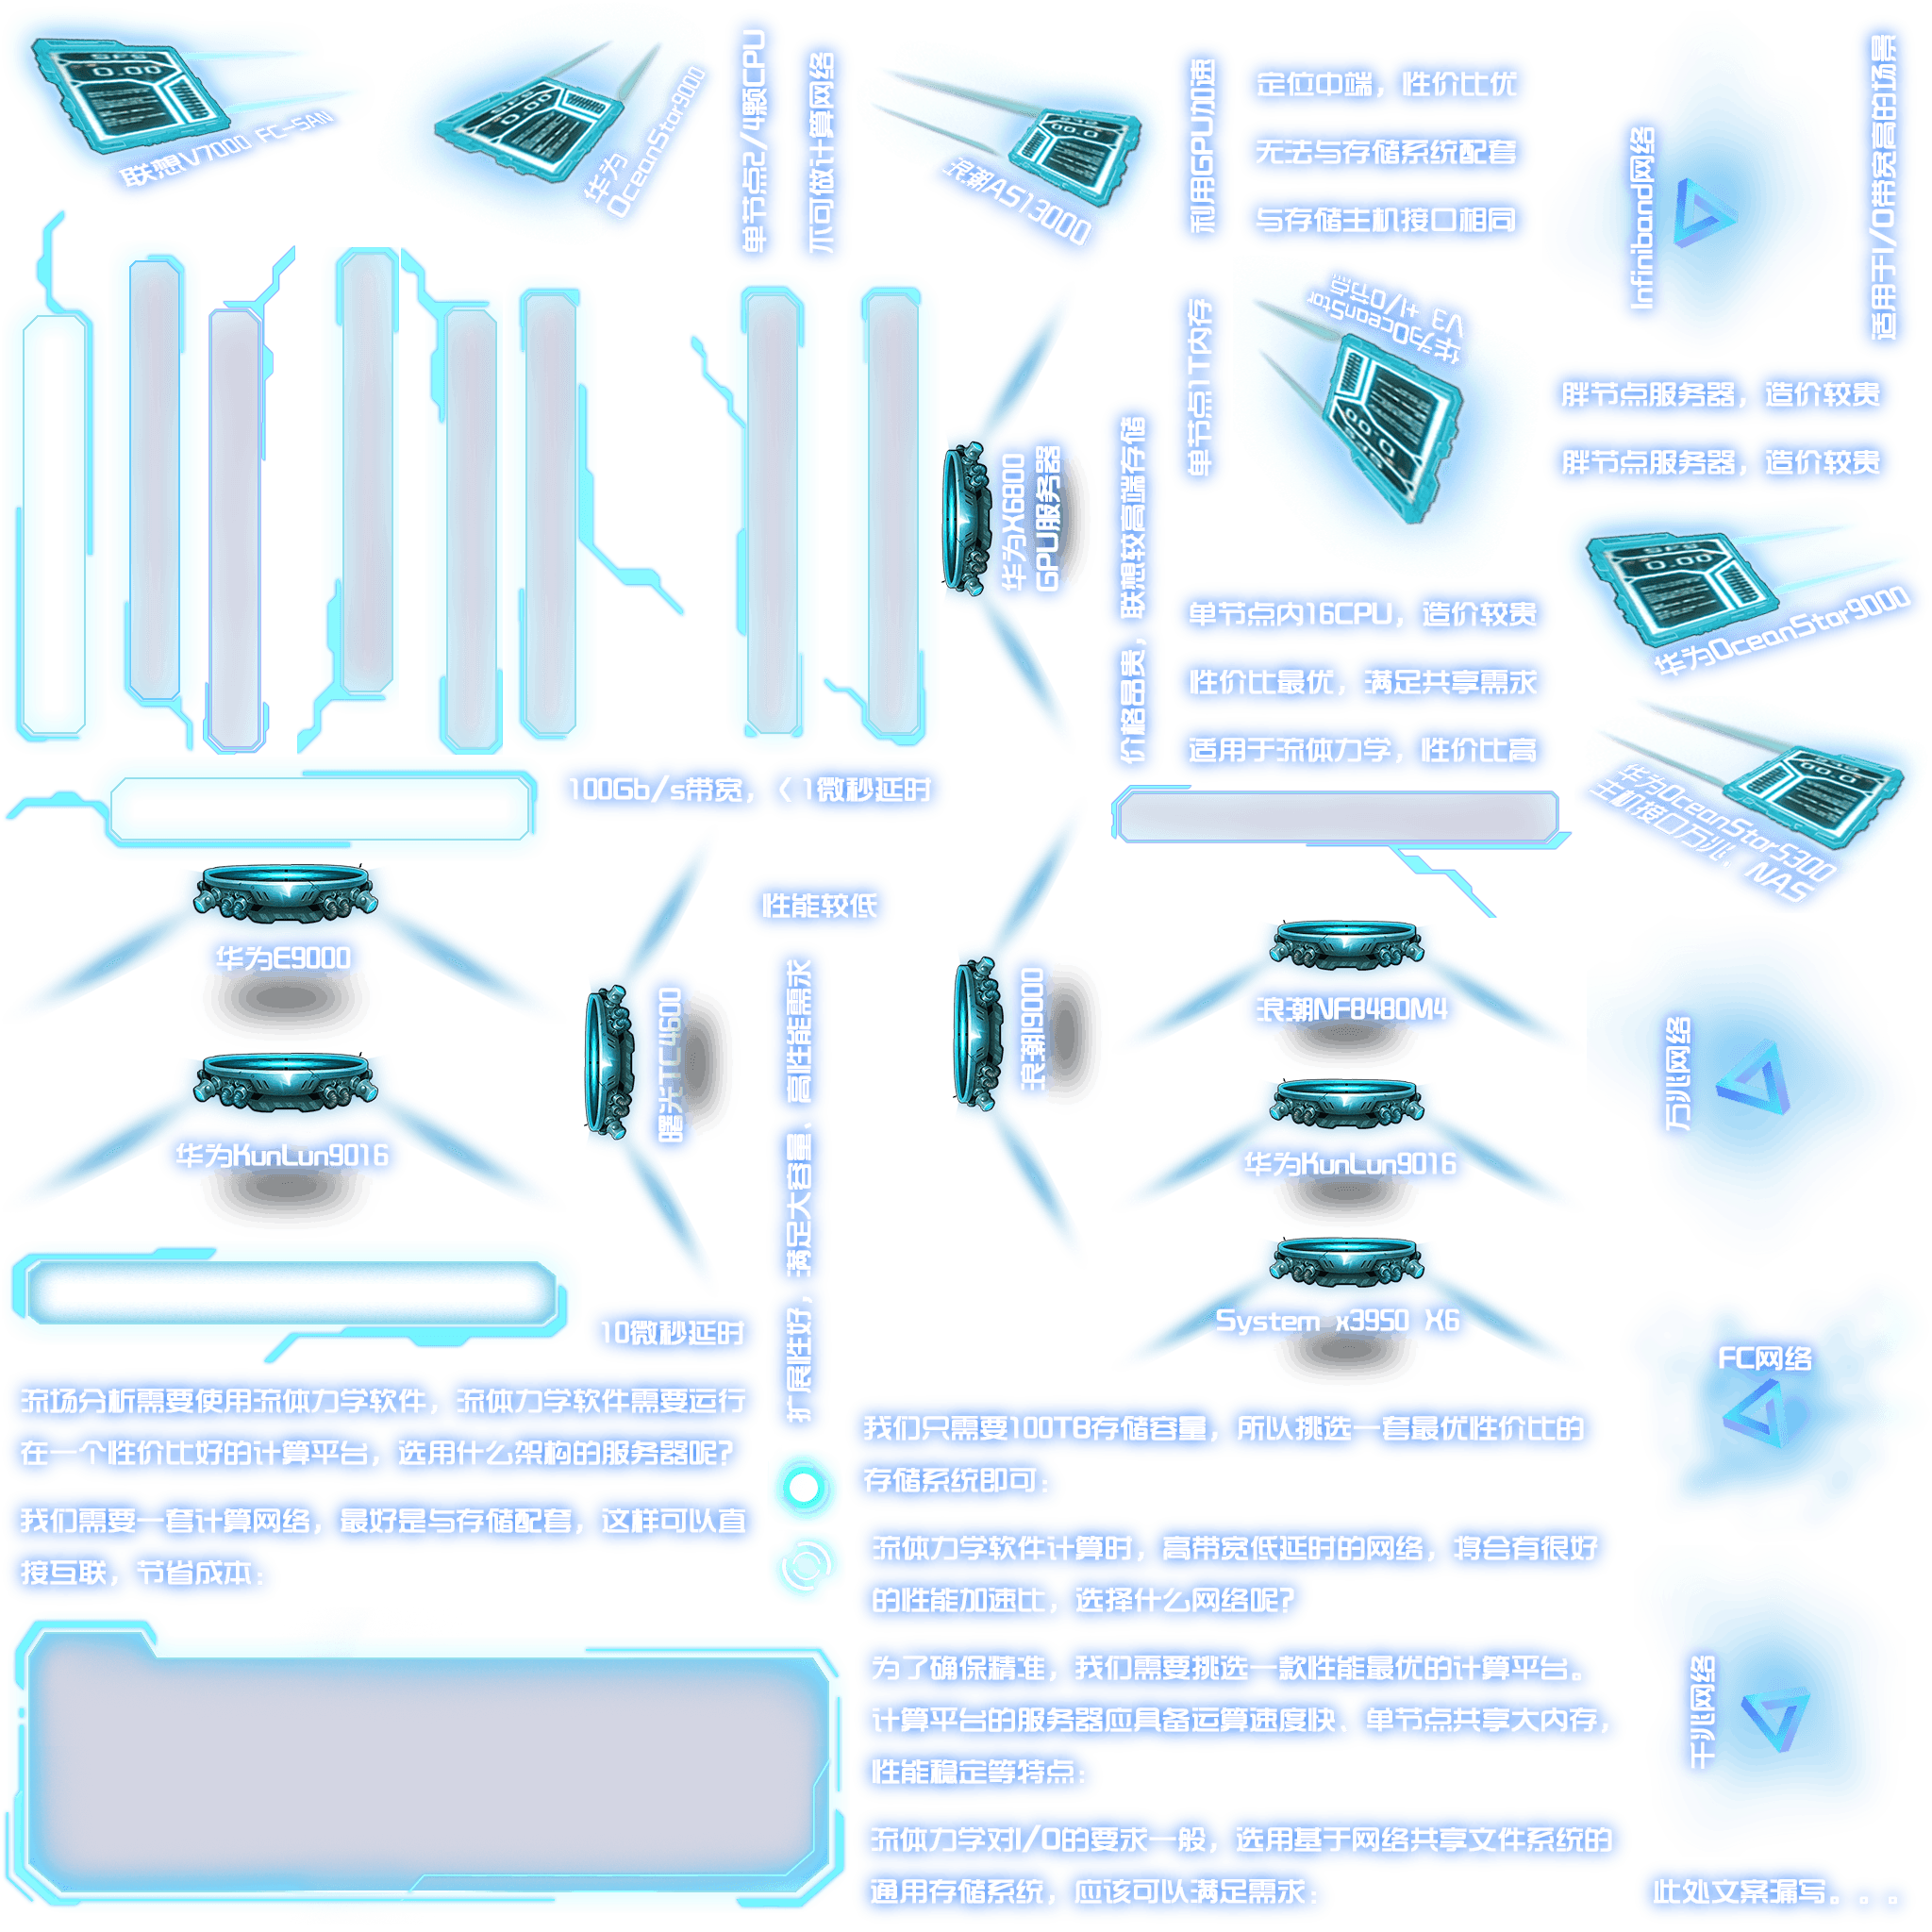 联想V7000 FC-SAN
华为
OceanStor9000
单节点2/4颗CPU
不可做计算网络
浪潮AS13000
利用GPU加速
定位中端，性价比优
无法与存储系统配套
与存储主机接口相同
Infiniband网络
适用于I/O带宽高的场景
华为OceanStor
V3 +I/O节点
单节点1T内存
胖节点服务器，造价较贵
胖节点服务器，造价较贵
华为X6800
GPU服务器
价格昂贵，联想较高端存储
华为OceanStor9000
单节点内16CPU，造价较贵
性价比最优，满足共享需求
适用于流体力学，性价比高
100Gb/s带宽，<1微秒延时
华为OceanStor5300
主机接口万兆，NAS
性能较低
华为E9000
曙光TC4600
扩展性好，满足大容量、高性能需求
浪潮I9000
浪潮NF8480M4
万兆网络
华为KunLun9016
华为KunLun9016
System x3950 X6
10微秒延时
FC网络
流场分析需要使用流体力学软件，流体力学软件需要运行
在一个性价比好的计算平台，选用什么架构的服务器呢？
我们需要一套计算网络，最好是与存储配套，这样可以直
接互联，节省成本：
我们只需要100TB存储容量，所以挑选一套最优性价比的
存储系统即可：
流体力学软件计算时，高带宽低延时的网络，将会有很好
的性能加速比，选择什么网络呢？
为了确保精准，我们需要挑选一款性能最优的计算平台。
计算平台的服务器应具备运算速度快、单节点共享大内存，
性能稳定等特点：
千兆网络
流体力学对I/O的要求一般，选用基于网络共享文件系统的
通用存储系统，应该可以满足需求：
此处文案漏写。。。